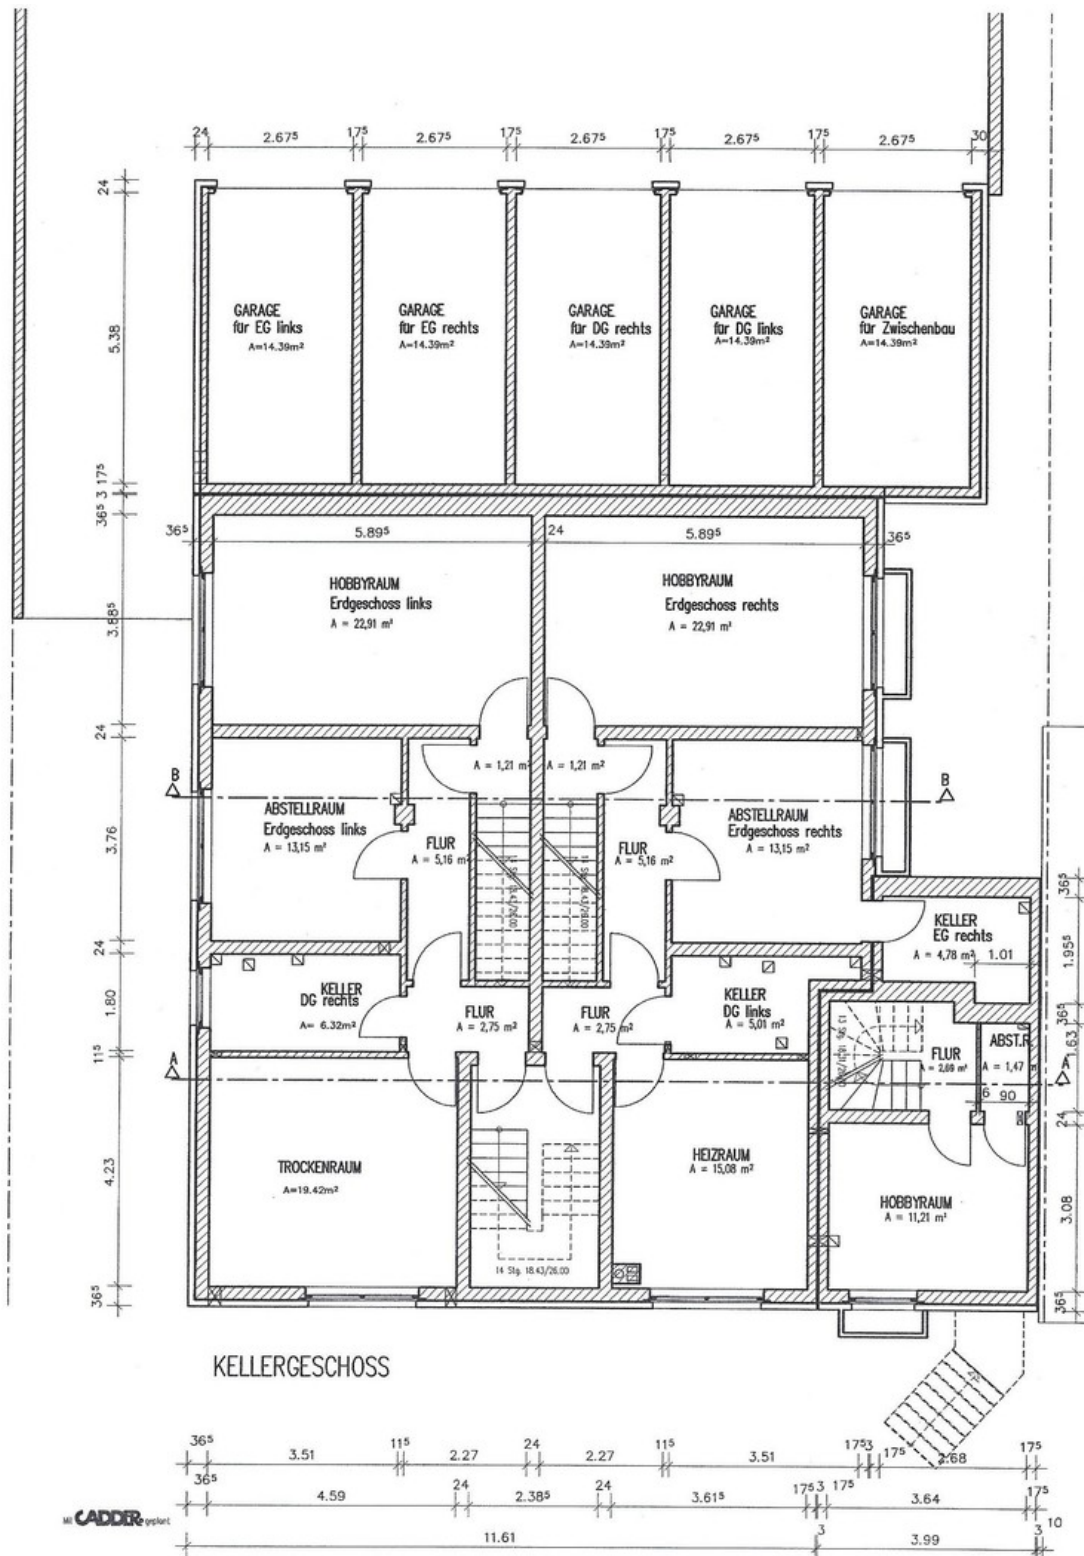 24 2.67⁵ 17⁵ 2.67⁵ 17⁵ 2.67⁵ 17⁵ 2.67⁵ 17⁵ 2.67⁵ 30
24
5.38
GARAGE
für EG links
A=14.39m²
GARAGE
für EG rechts
A=14.39m²
GARAGE
für DG rechts
A=14.39m²
GARAGE
für DG links
A=14.39m²
GARAGE
für Zwischenbau
A=14.39m²
36⁵ 3 17⁵
36⁵ 5.89⁵ 24 5.89⁵ 36⁵
3.88⁵
HOBBYRAUM
Erdgeschoss links
A = 22,91 m²
HOBBYRAUM
Erdgeschoss rechts
A = 22,91 m²
24
A = 1,21 m²
A = 1,21 m²
B
B
3.76
ABSTELLRAUM
Erdgeschoss links
A = 13,15 m²
FLUR
A = 5,16 m²
FLUR
A = 5,16 m²
ABSTELLRAUM
Erdgeschoss rechts
A = 13,15 m²
36⁵
KELLER
EG rechts
A = 4,78 m²
1.01
1.95⁵
24
1.80
KELLER
DG rechts
A = 6.32m²
FLUR
A = 2,75 m²
FLUR
A = 2,75 m²
KELLER
DG links
A = 5,01 m²
36⁵
11⁵
A
FLUR
A = 2,69 m²
ABST.R
A = 1,47
A
1.63
6 90
24
4.23
TROCKENRAUM
A=19.42m²
HEIZRAUM
A = 15,08 m²
HOBBYRAUM
A = 11,21 m²
3.08
14 Stg. 18.43/26.00
36⁵
36⁵
KELLERGESCHOSS
36⁵ 3.51 11⁵ 2.27 24 2.27 11⁵ 3.51 17⁵ 3 17⁵ 2.68 17⁵
36⁵ 4.59 24 2.38⁵ 24 3.61⁵ 17⁵ 3 17⁵ 3.64 17⁵
Mit CADDER geplant
11.61 3 3.99 3 10